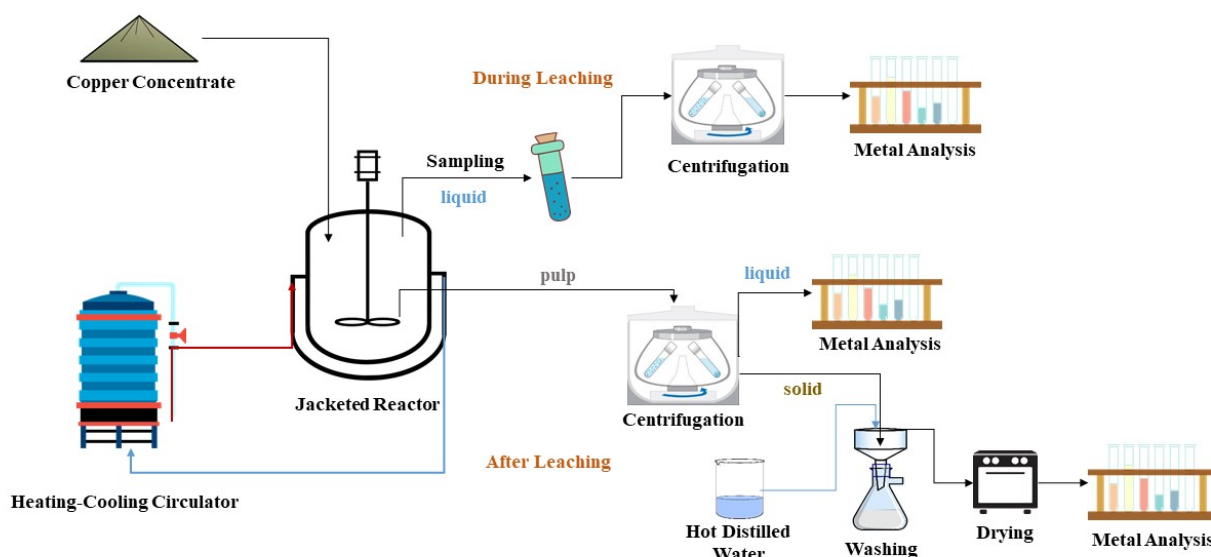 Copper Concentrate
During Leaching
Sampling
liquid
Centrifugation
Metal Analysis
pulp
liquid
Metal Analysis
Jacketed Reactor
solid
Centrifugation
After Leaching
Heating-Cooling Circulator
Hot Distilled
Water
Washing
Drying
Metal Analysis